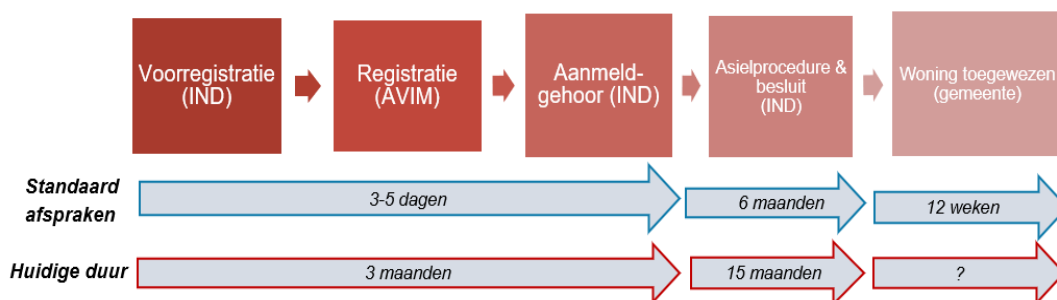 Voorregistratie
(IND)
Registratie
(AVIM)
Aanmeld-
gehoor (IND)
Asielprocedure &
besluit
(IND)
Woning toegewezen
(gemeente)
Standaard
afspraken
3-5 dagen
6 maanden
12 weken
Huidige duur
3 maanden
15 maanden
?